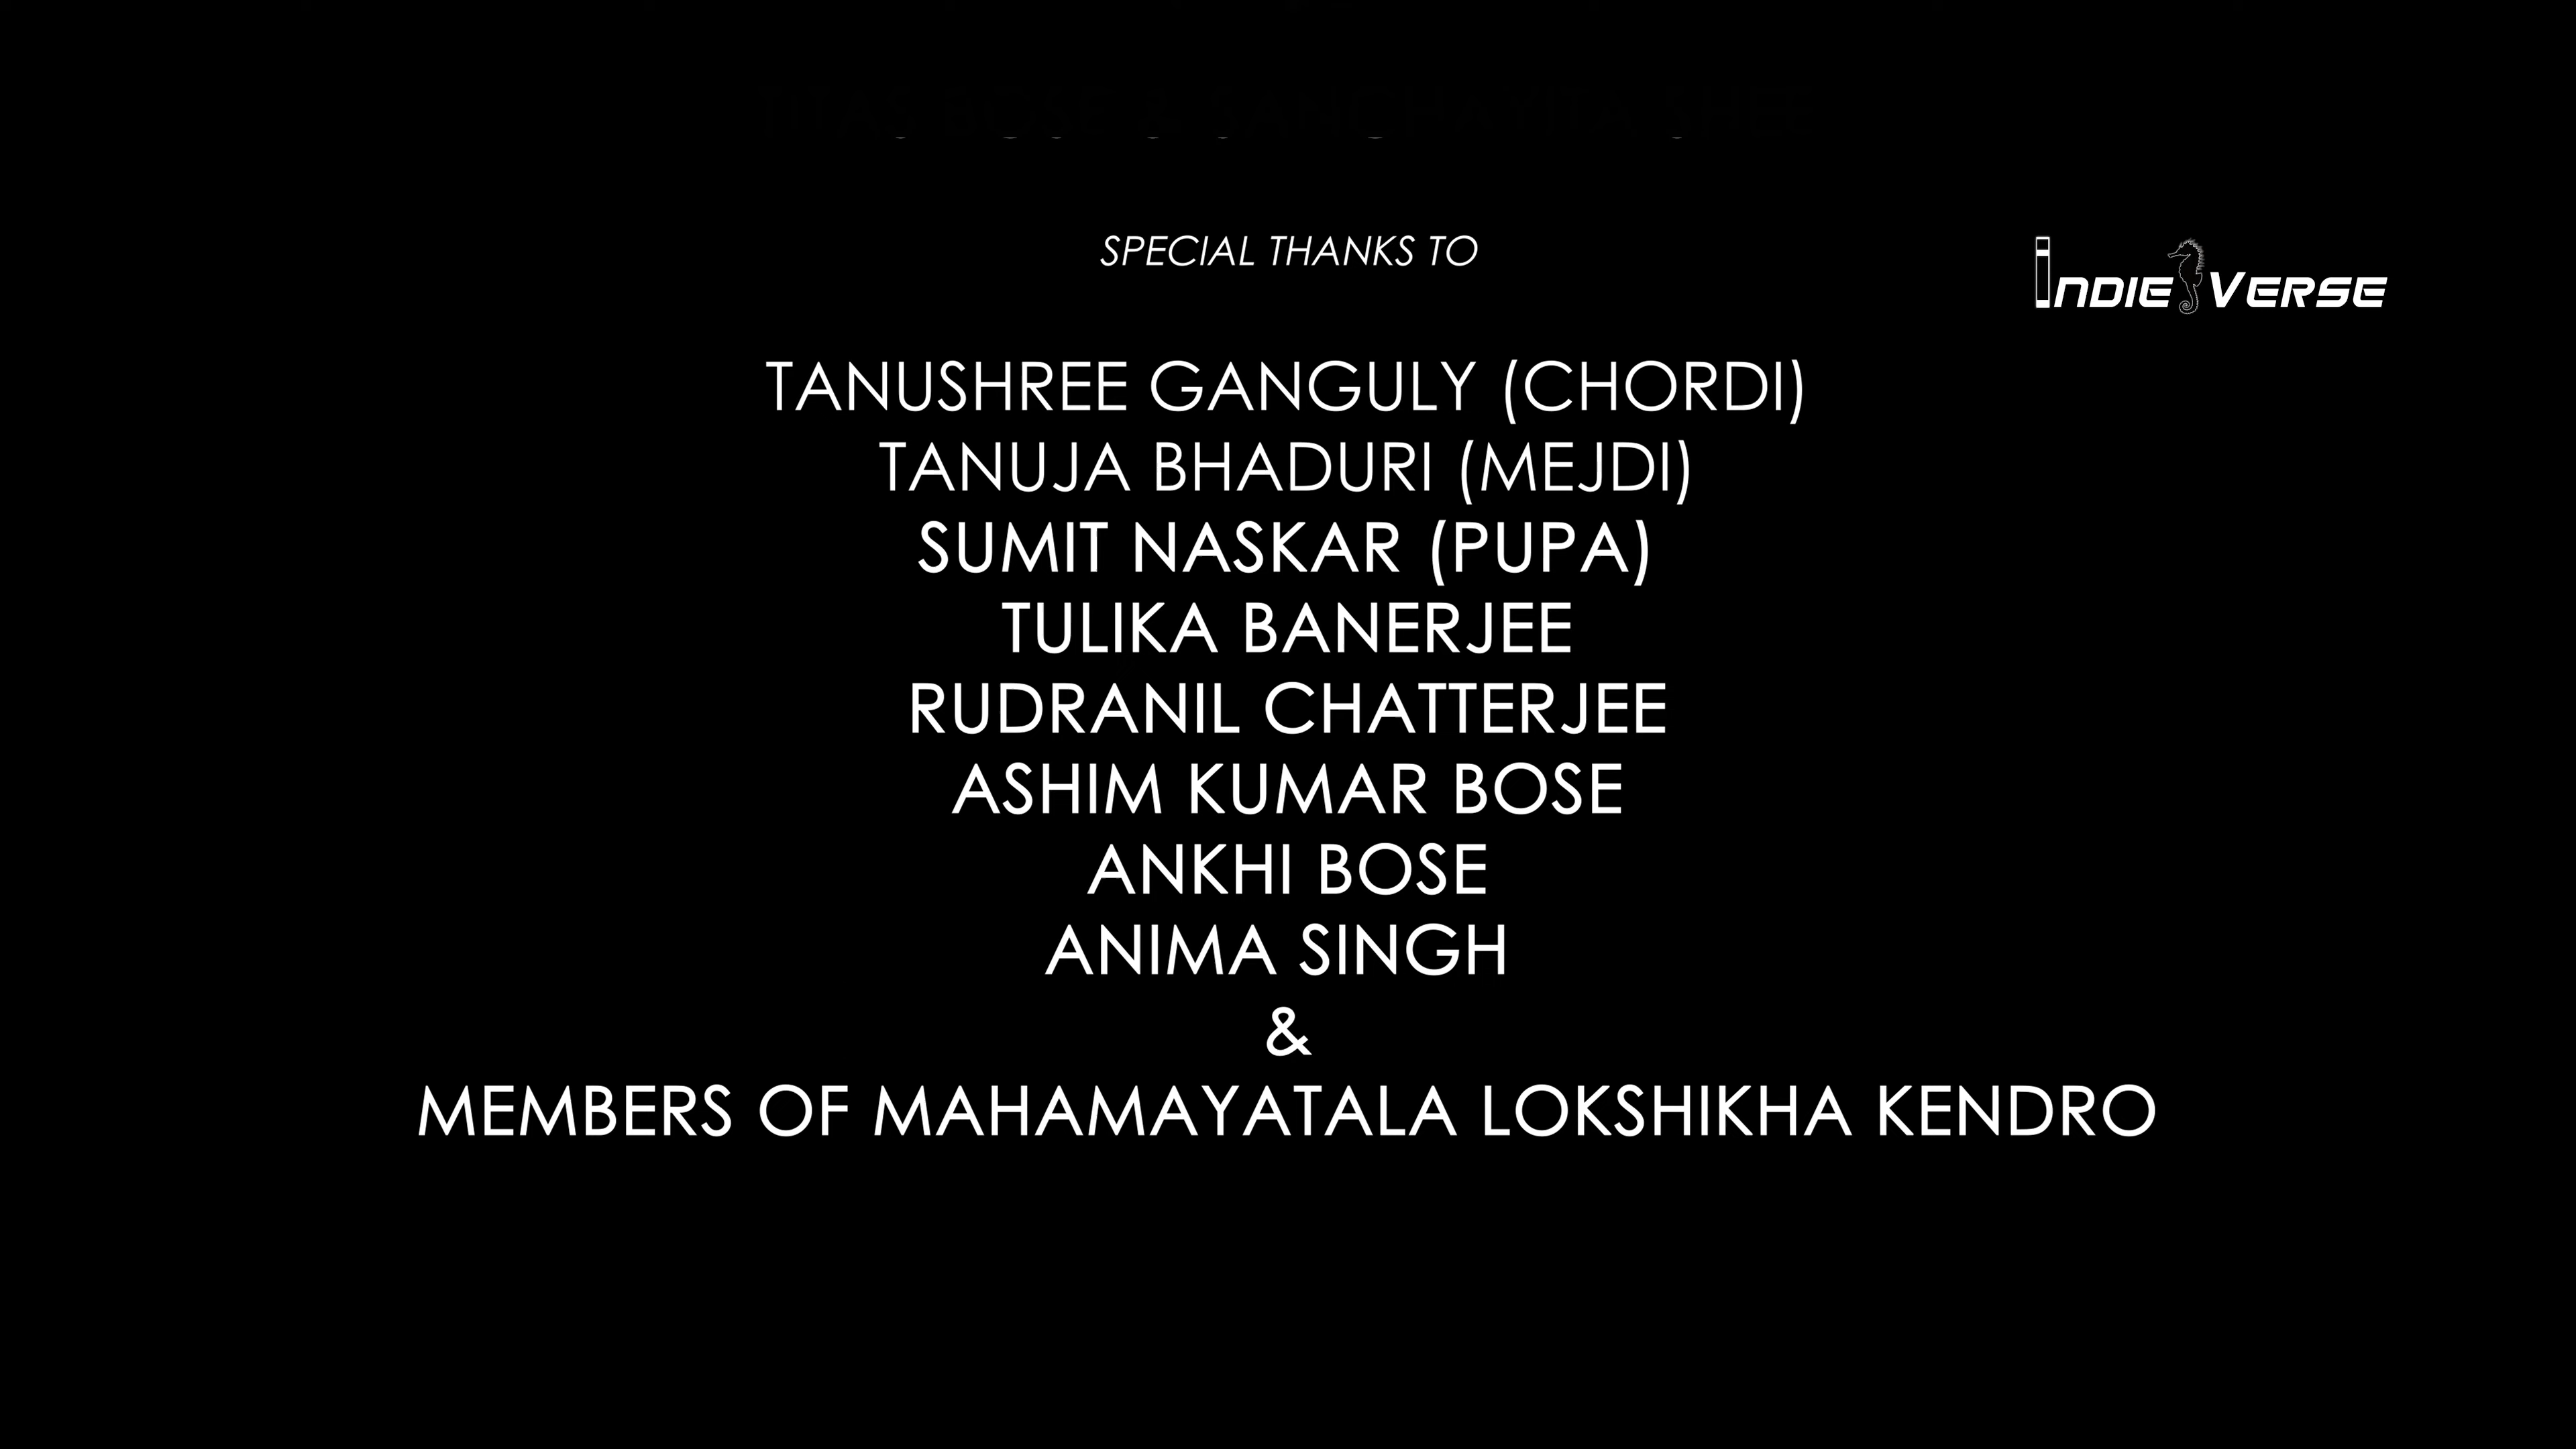 SPECIAL THANKS TO
INDIE VERSE
TANUSHREE GANGULY (CHORDI)
TANUJA BHADURI (MEJDI)
SUMIT NASKAR (PUPA)
TULIKA BANERJEE
RUDRANIL CHATTERJEE
ASHIM KUMAR BOSE
ANKHI BOSE
ANIMA SINGH
&
MEMBERS OF MAHAMAYATALA LOKSHIKHA KENDRO